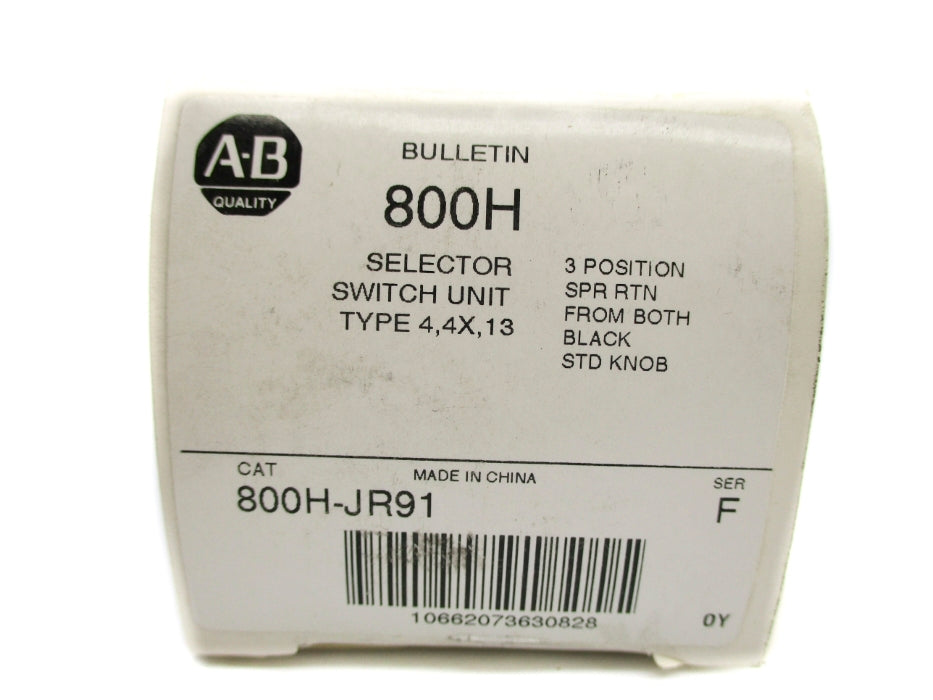 A-B
QUALITY
BULLETIN
800H
SELECTOR
SWITCH UNIT
TYPE 4,4X,13
3 POSITION
SPR RTN
FROM BOTH
BLACK
STD KNOB
CAT
MADE IN CHINA
SER
800H-JR91
F
10662073630828
0Y